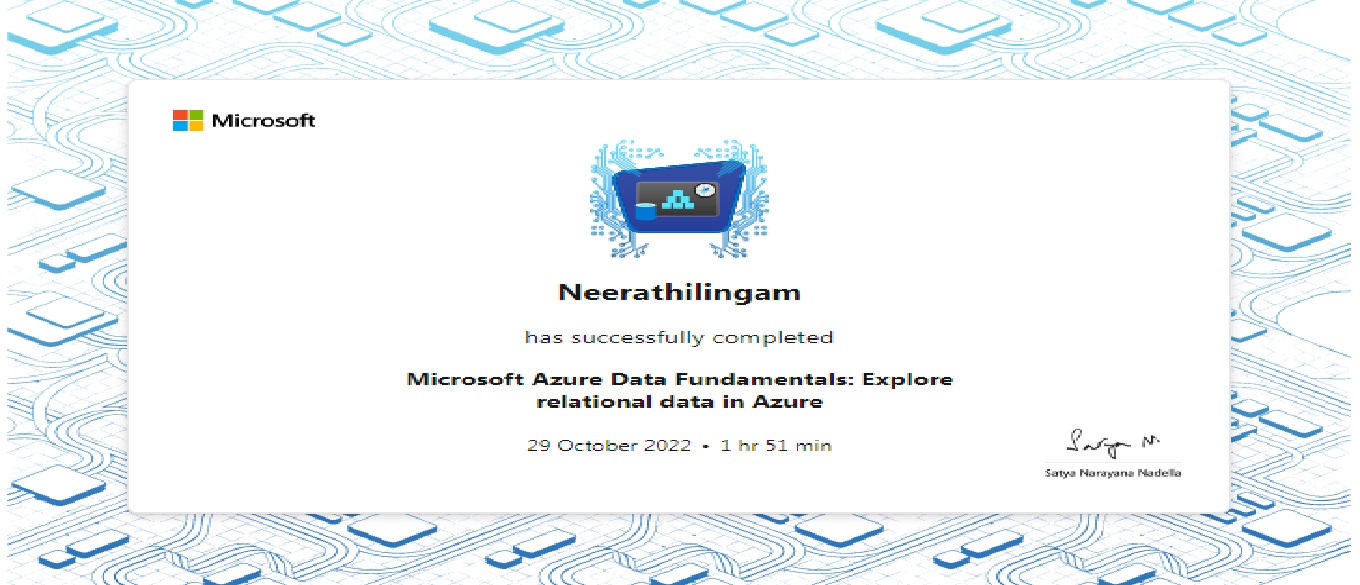 Microsoft
Neerathilingam
has successfully completed
Microsoft Azure Data Fundamentals: Explore
relational data in Azure
29 October 2022 • 1 hr 51 min
Satya N.
Satya Narayana Nadella